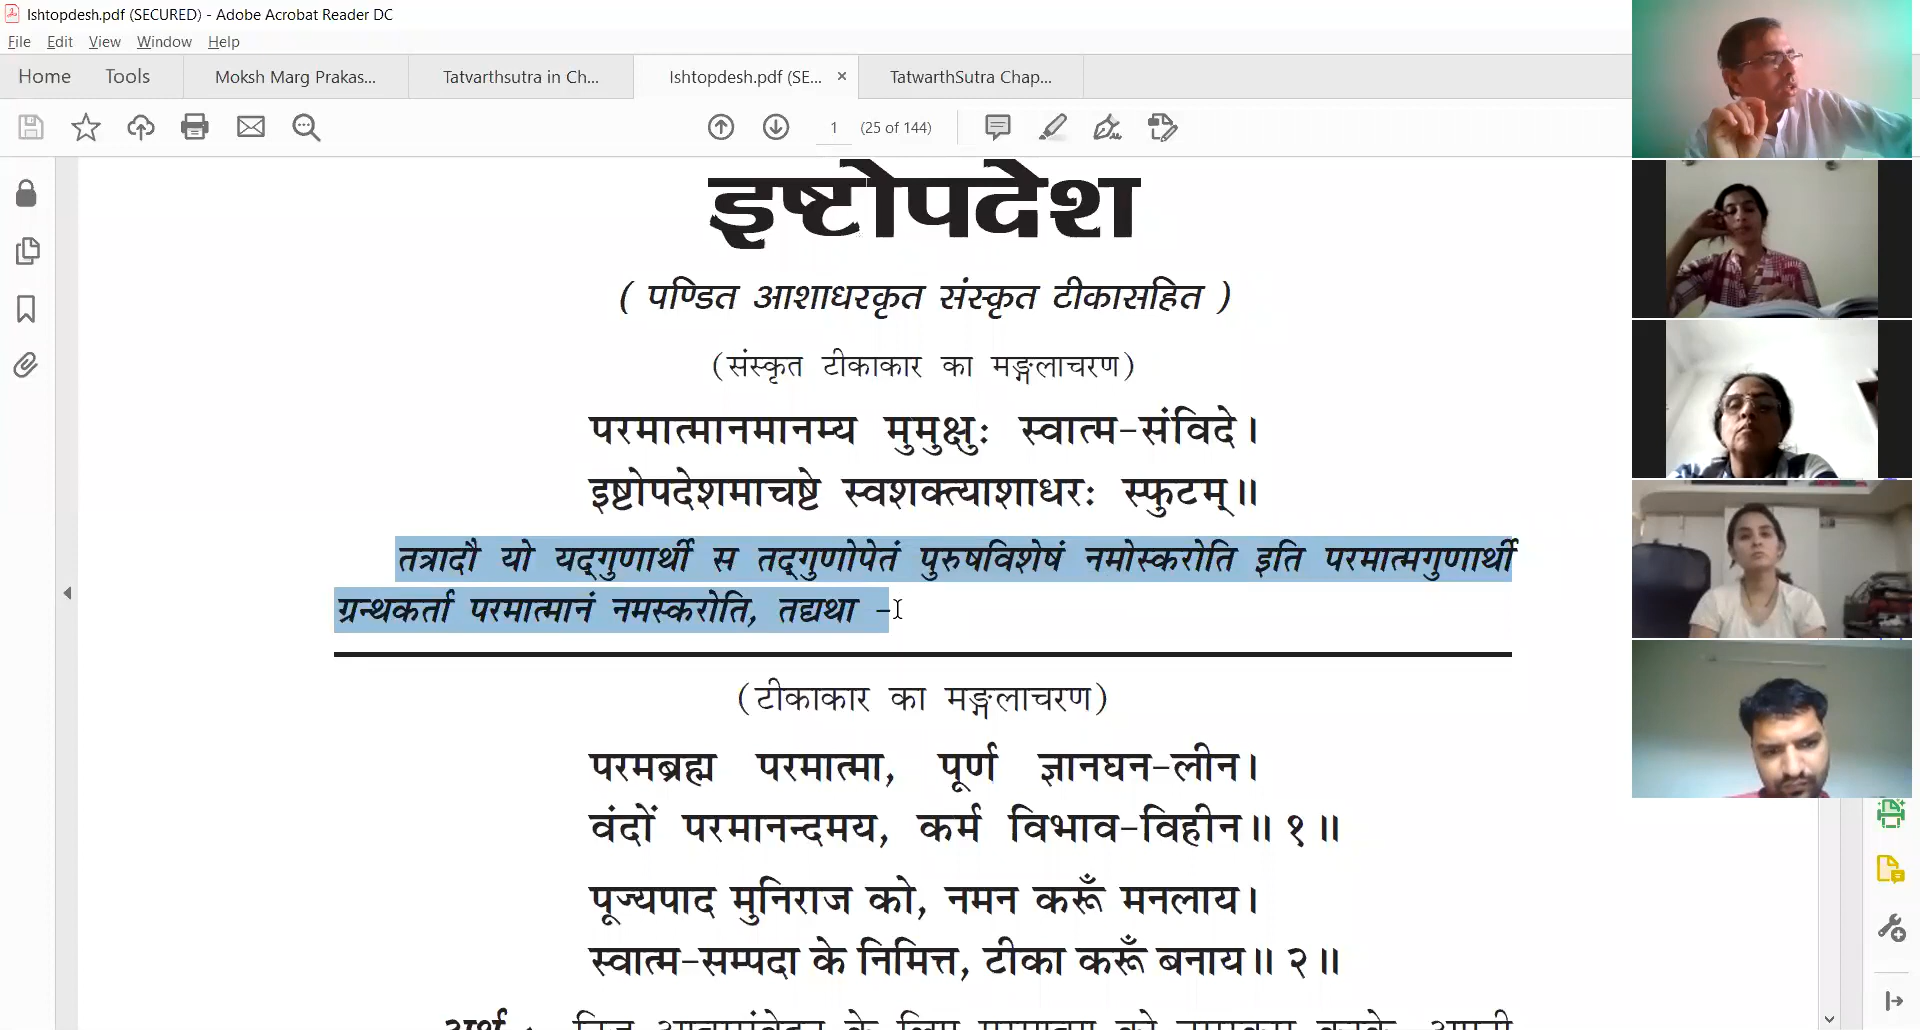 Ishtopdesh.pdf (SECURED) - Adobe Acrobat Reader DC
File Edit View Window Help
Home Tools Moksh Marg Prakas... Tatvarthsutra in Ch... Ishtopdesh.pdf (SE... × TatwarthSutra Chap...
1 (25 of 144)
इष्टोपदेश
( पण्डित आशाधरकृत संस्कृत टीकासहित )
(संस्कृत टीकाकार का मङ्गलाचरण)
परमात्मानमानम्य मुमुक्षुः स्वात्म-संविदे।
इष्टोपदेशमाचष्टे स्वशक्त्याशाधरः स्फुटम्॥
तत्रादौ यो यद्गुणार्थी स तद्गुणोपेतं पुरुषविशेषं नमोस्करोति इति परमात्मगुणार्थी
ग्रन्थकर्ता परमात्मानं नमस्करोति, तद्यथा -
(टीकाकार का मङ्गलाचरण)
परमब्रह्म परमात्मा, पूर्ण ज्ञानघन-लीन।
वंदों परमानन्दमय, कर्म विभाव-विहीन॥ १॥
पूज्यपाद मुनिराज को, नमन करूँ मनलाय।
स्वात्म-सम्पदा के निमित्त, टीका करूँ बनाय॥ २॥